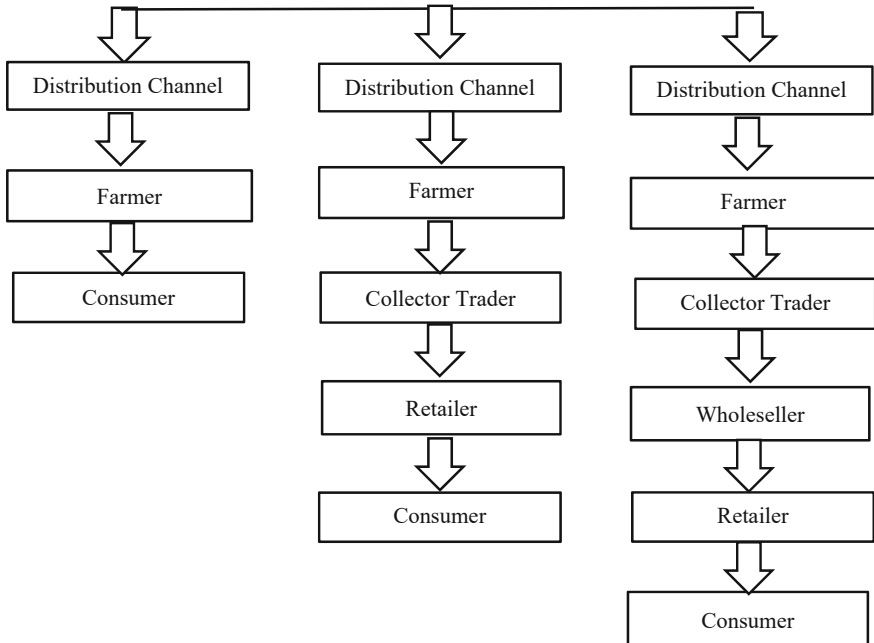 Distribution Channel
Farmer
Consumer
Distribution Channel
Farmer
Collector Trader
Retailer
Consumer
Distribution Channel
Farmer
Collector Trader
Wholeseller
Retailer
Consumer